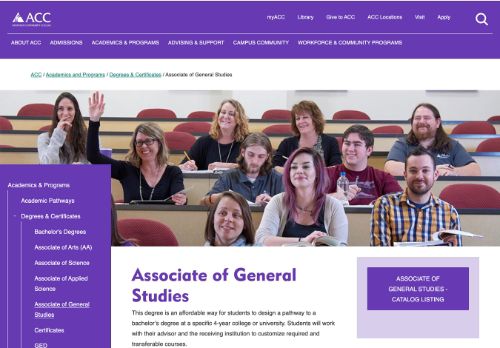 myACC Library Give to ACC ACC Locations Visit Apply
ACC
ABOUT ACC ADMISSIONS ACADEMICS & PROGRAMS ADVISING & SUPPORT CAMPUS COMMUNITY WORKFORCE & COMMUNITY PROGRAMS
ACC / Academics and Programs / Degrees & Certificates / Associate of General Studies
Academics & Programs
Academic Pathways
- Degrees & Certificates
Bachelor's Degrees
Associate of Arts (AA)
Associate of Science
Associate of Applied
Science
Associate of General
Studies
Certificates
GED
Associate of General
Studies
This degree is an affordable way for students to design a pathway to a
bachelor's degree at a specific 4-year college or university. Students will work
with their advisor and the receiving institution to customize required and
transferable courses.
ASSOCIATE OF
GENERAL STUDIES -
CATALOG LISTING